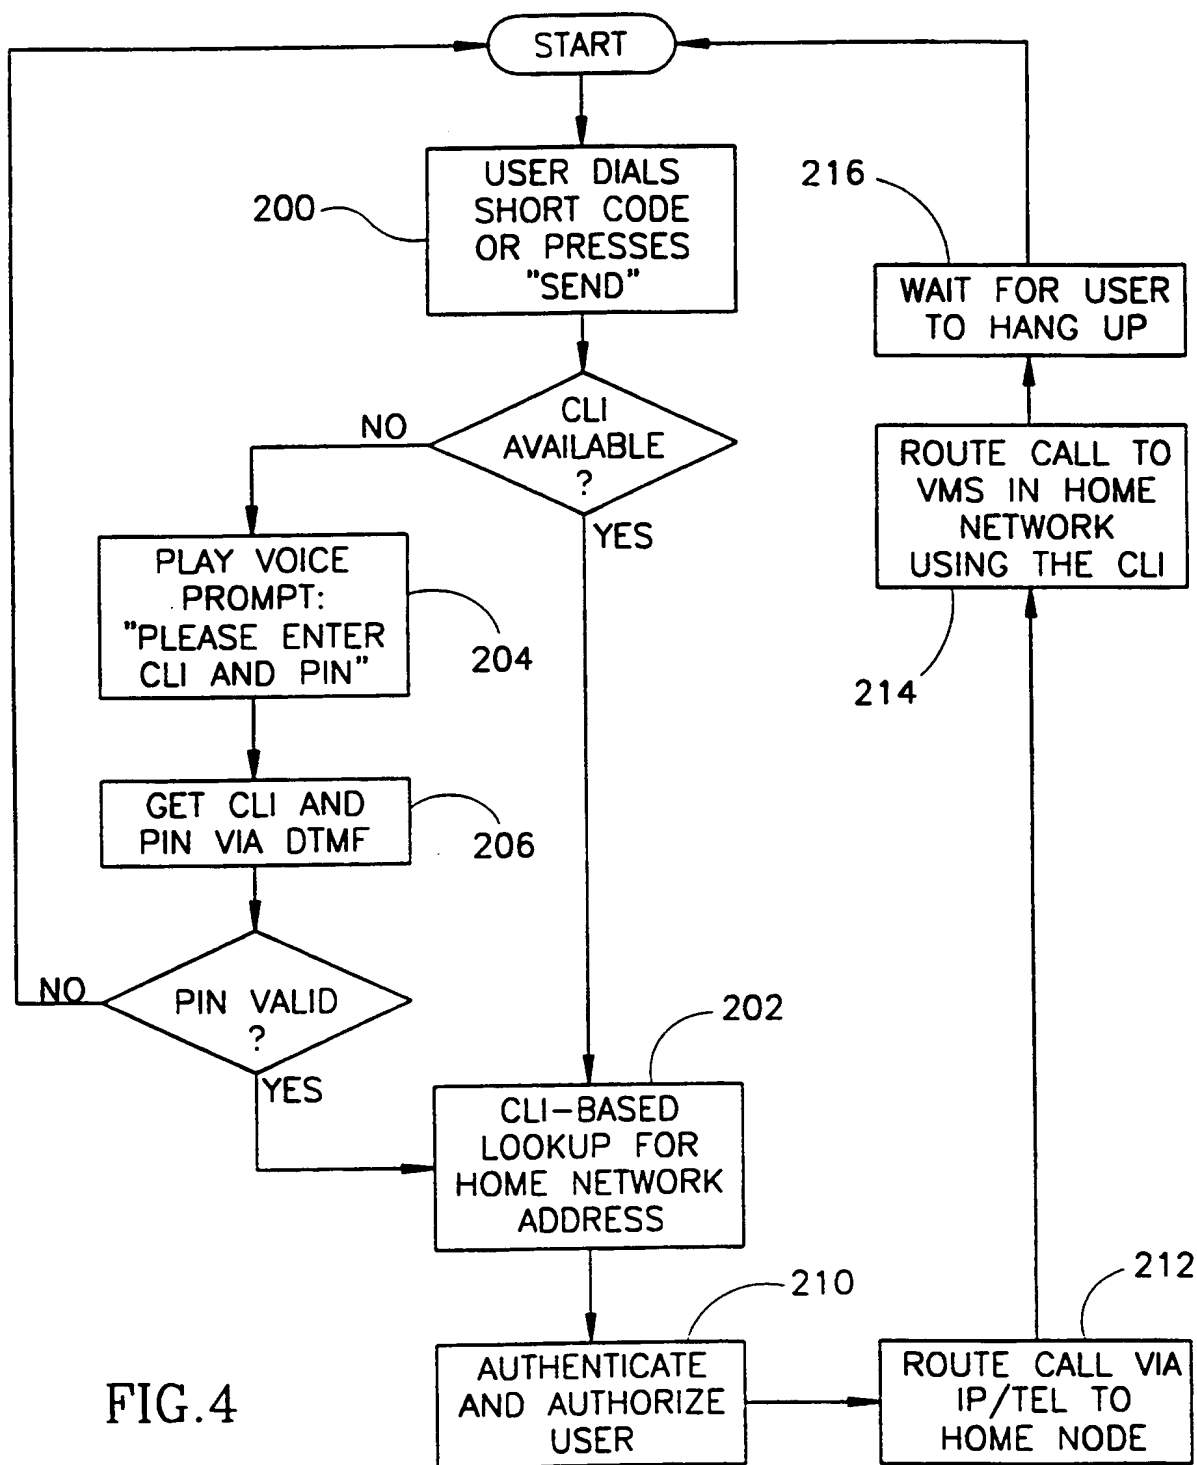 START
USER DIALS
SHORT CODE
OR PRESSES
"SEND"
200
CLI
AVAILABLE
?
NO
YES
PLAY VOICE
PROMPT:
"PLEASE ENTER
CLI AND PIN"
204
GET CLI AND
PIN VIA DTMF
206
PIN VALID
?
NO
YES
202
CLI-BASED
LOOKUP FOR
HOME NETWORK
ADDRESS
210
AUTHENTICATE
AND AUTHORIZE
USER
212
ROUTE CALL VIA
IP/TEL TO
HOME NODE
ROUTE CALL TO
VMS IN HOME
NETWORK
USING THE CLI
214
216
WAIT FOR USER
TO HANG UP
FIG.4